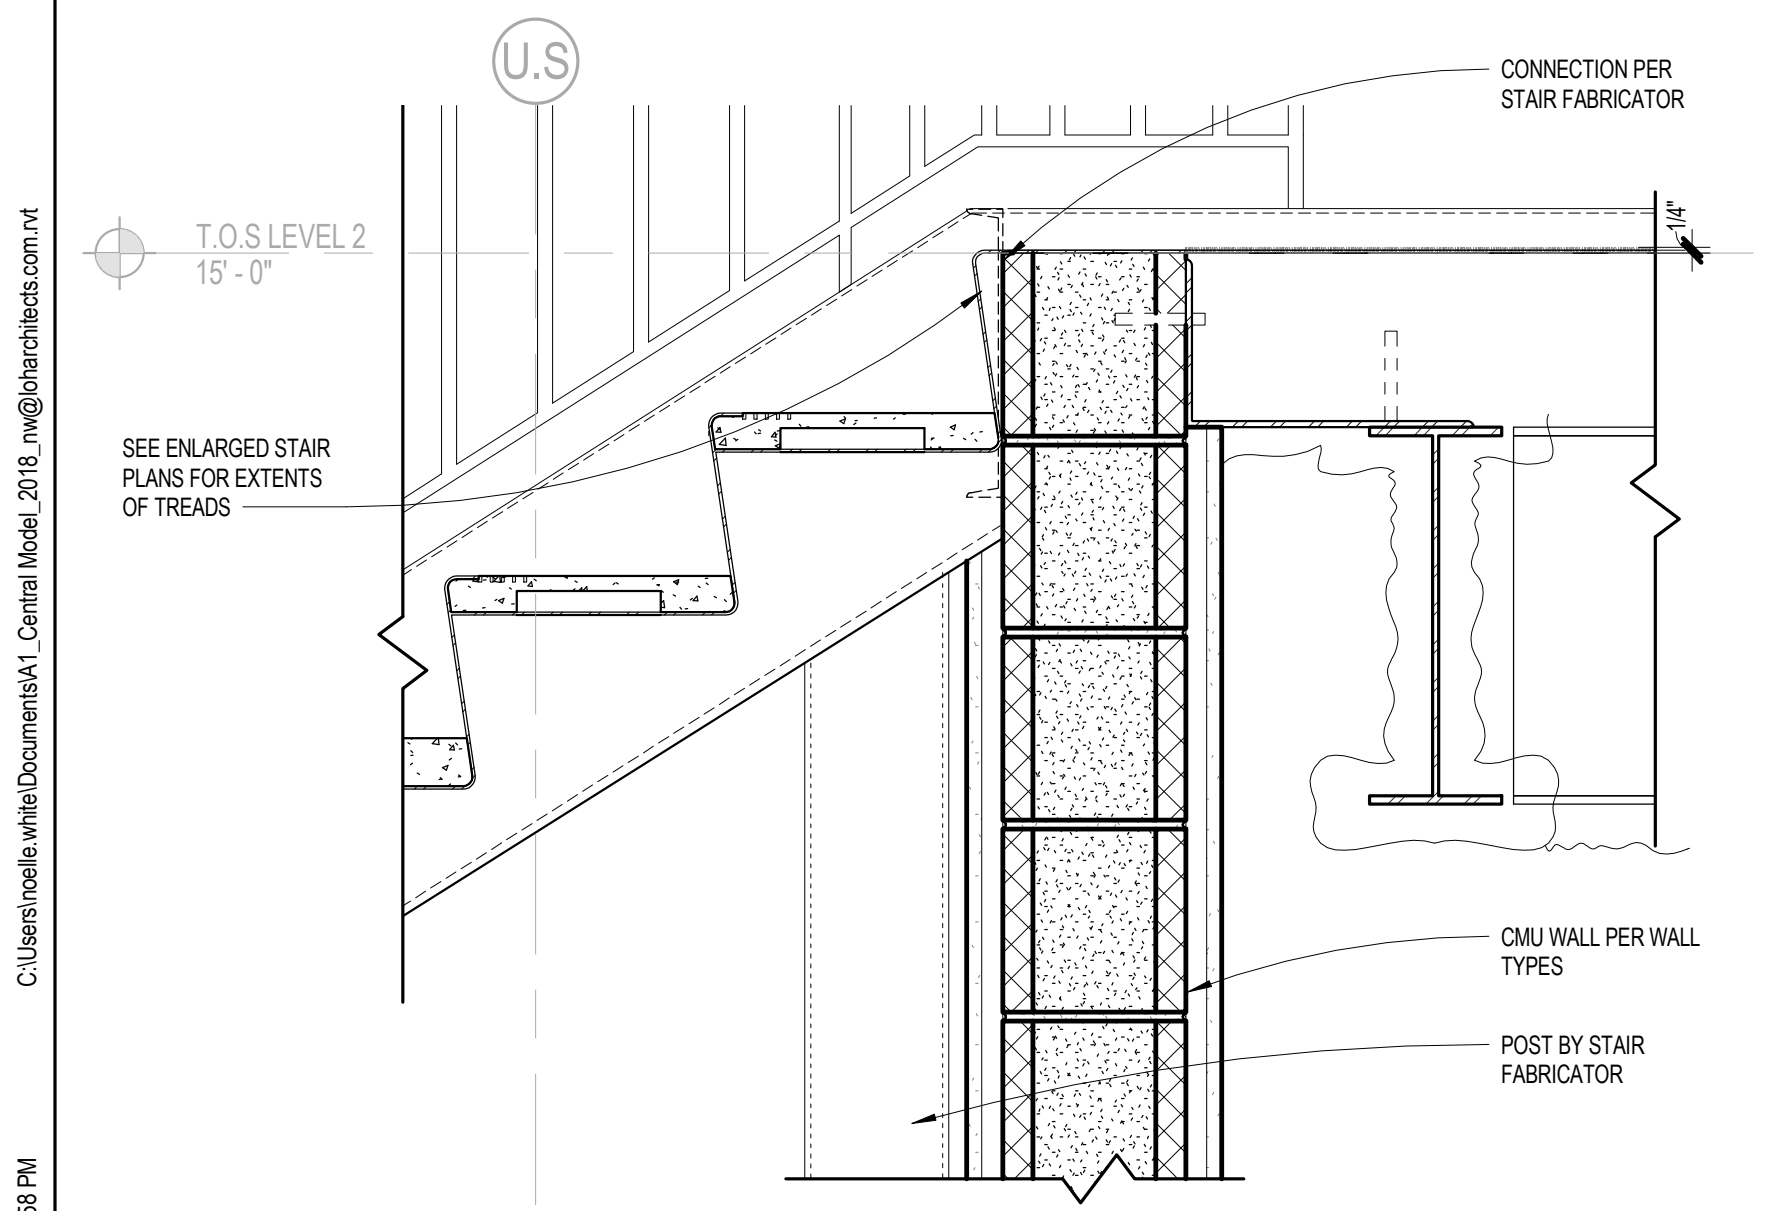 U.S
CONNECTION PER
STAIR FABRICATOR
T.O.S LEVEL 2
15' - 0"
1/4"
SEE ENLARGED STAIR
PLANS FOR EXTENTS
OF TREADS
CMU WALL PER WALL
TYPES
POST BY STAIR
FABRICATOR
C:\Users\noelle.white\Documents\A1_Central Model_2018_nw@loharchitects.com.rvt
58 PM